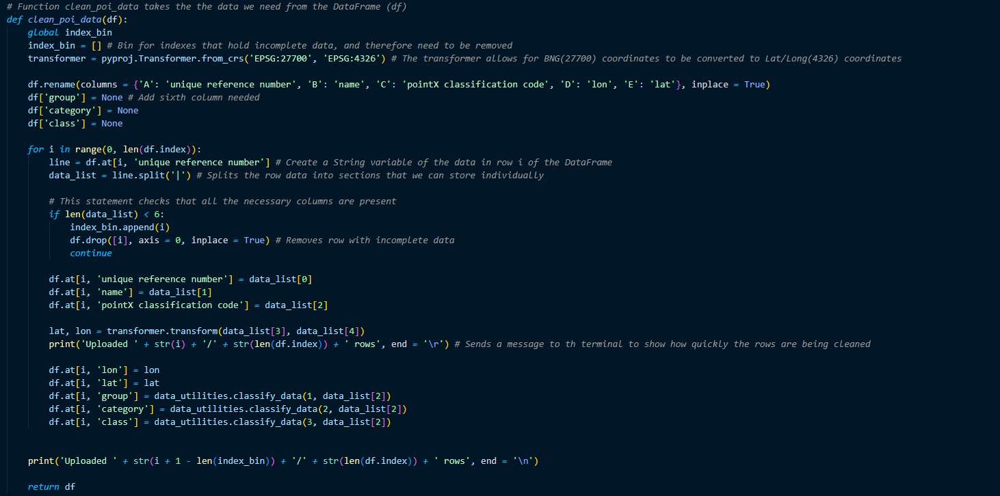 # Function clean_poi_data takes the the data we need from the DataFrame (df)
def clean_poi_data(df):
    global index_bin
    index_bin = [] # Bin for indexes that hold incomplete data, and therefore need to be removed
    transformer = pyproj.Transformer.from_crs('EPSG:27700', 'EPSG:4326') # The transformer allows for BNG(27700) coordinates to be converted to Lat/Long(4326) coordinates

    df.rename(columns = {'A': 'unique reference number', 'B': 'name', 'C': 'pointX classification code', 'D': 'lon', 'E': 'lat'}, inplace = True)
    df['group'] = None # Add sixth column needed
    df['category'] = None
    df['class'] = None

    for i in range(0, len(df.index)):
        line = df.at[i, 'unique reference number'] # Create a String variable of the data in row i of the DataFrame
        data_list = line.split('|') # Splits the row data into sections that we can store individually

        # This statement checks that all the necessary columns are present
        if len(data_list) < 6:
            index_bin.append(i)
            df.drop([i], axis = 0, inplace = True) # Removes row with incomplete data
            continue

        df.at[i, 'unique reference number'] = data_list[0]
        df.at[i, 'name'] = data_list[1]
        df.at[i, 'pointX classification code'] = data_list[2]

        lat, lon = transformer.transform(data_list[3], data_list[4])
        print('Uploaded ' + str(i) + '/' + str(len(df.index)) + ' rows', end = '\r') # Sends a message to th terminal to show how quickly the rows are being cleaned

        df.at[i, 'lon'] = lon
        df.at[i, 'lat'] = lat
        df.at[i, 'group'] = data_utilities.classify_data(1, data_list[2])
        df.at[i, 'category'] = data_utilities.classify_data(2, data_list[2])
        df.at[i, 'class'] = data_utilities.classify_data(3, data_list[2])


    print('Uploaded ' + str(i + 1 - len(index_bin)) + '/' + str(len(df.index)) + ' rows', end = '\n')

    return df